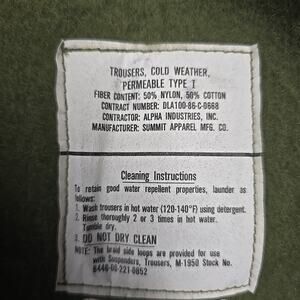 TROUSERS, COLD WEATHER,
PERMEABLE TYPE I
FIBER CONTENT: 50% NYLON, 50% COTTON
CONTRACT NUMBER: DLA100-86-C-0668
CONTRACTOR: ALPHA INDUSTRIES, INC.
MANUFACTURER: SUMMIT APPAREL MFG. CO.
Cleaning Instructions
To retain good water repellent properties, launder as
follows:
1. Wash trousers in hot water (120-140°F) using detergent.
2. Rinse thoroughly 2 or 3 times in hot water.
Tumble dry.
3. DO NOT DRY CLEAN
NOTE: The braid side loops are provided for use
with Suspenders, Trousers, M-1950 Stock No.
8440-00-221-0852